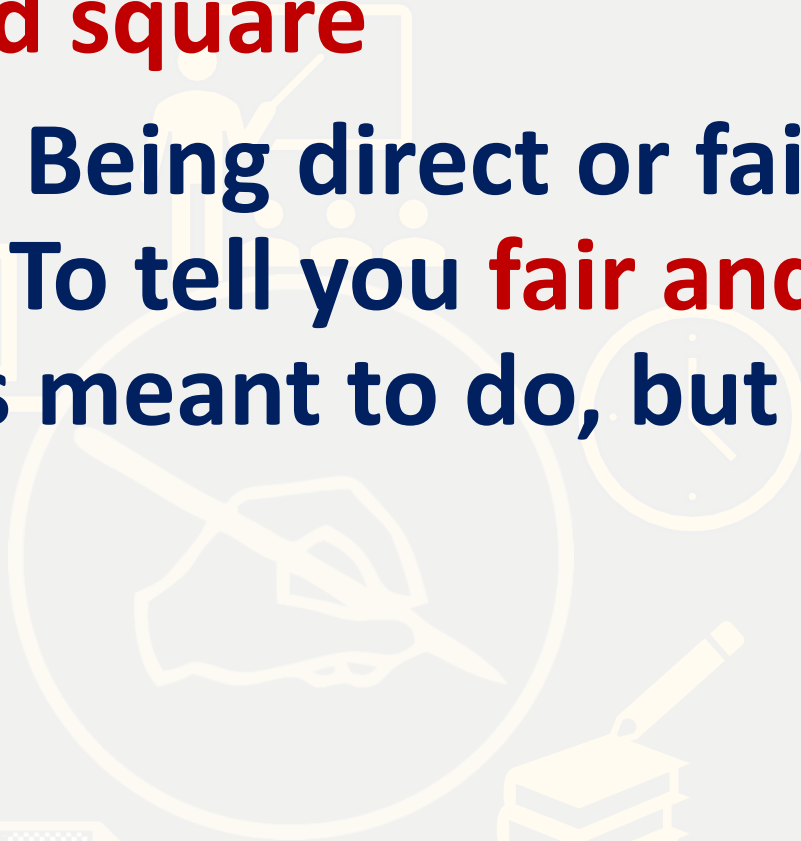 d square
Being direct or fai
To tell you fair and
s meant to do, but